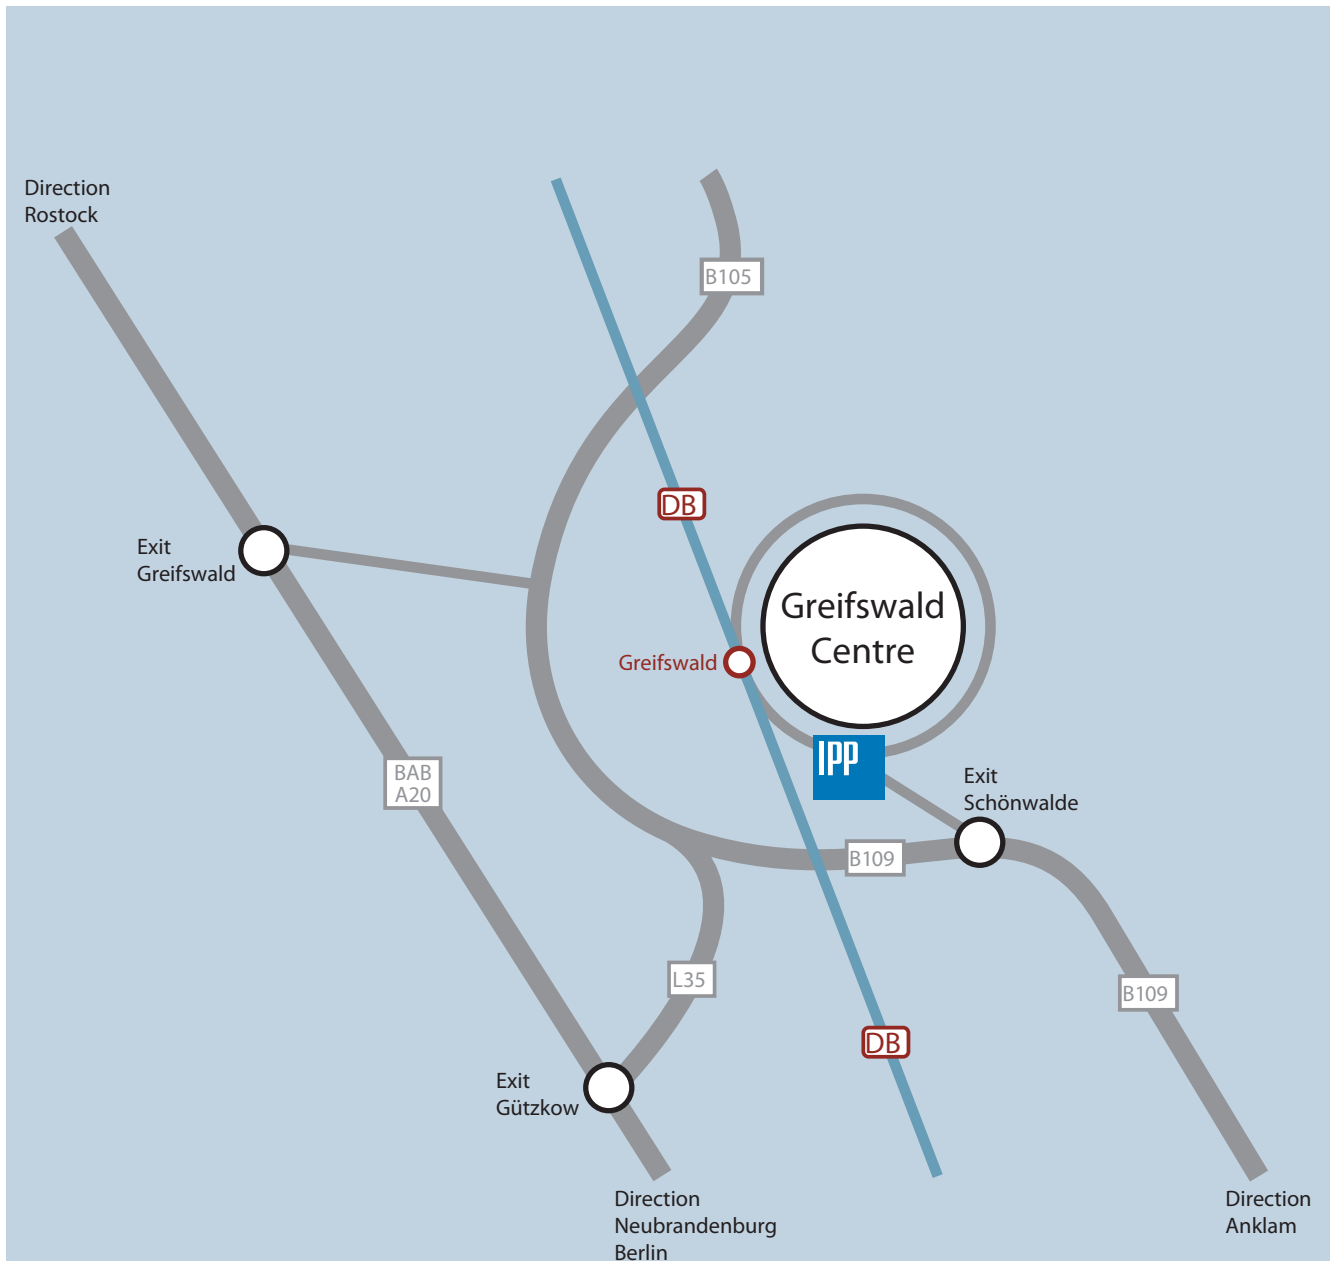 Direction
Rostock
B105
DB
Exit
Greifswald
Greifswald
Centre
Greifswald
IPP
BAB
A20
Exit
Schönwalde
B109
L35
B109
DB
Exit
Gützkow
Direction
Neubrandenburg
Berlin
Direction
Anklam